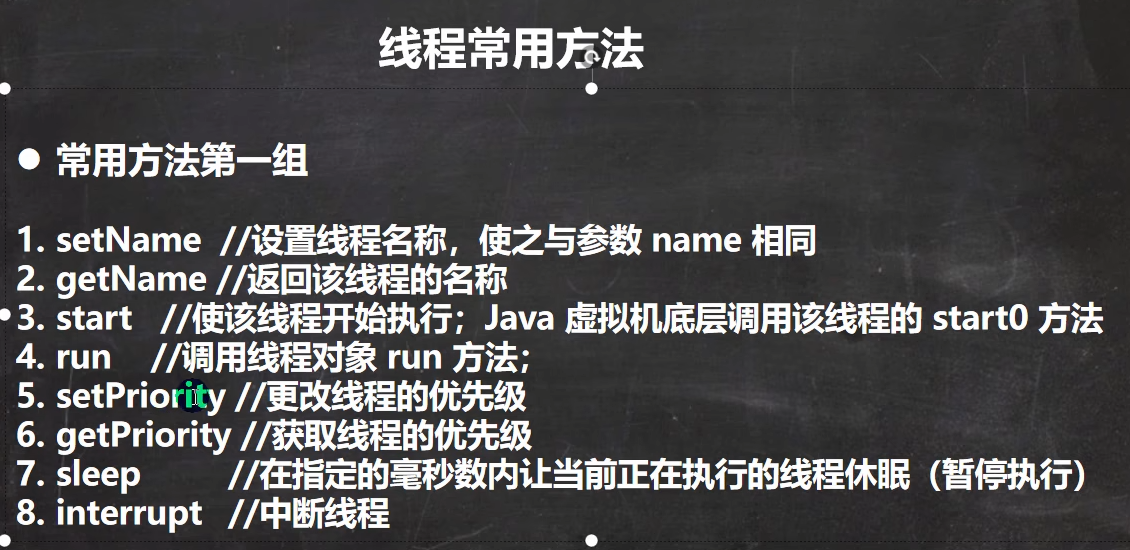 线程常用方法
● 常用方法第一组
1. setName //设置线程名称，使之与参数 name 相同
2. getName //返回该线程的名称
3. start //使该线程开始执行；Java 虚拟机底层调用该线程的 start0 方法
4. run //调用线程对象 run 方法；
5. setPriority //更改线程的优先级
6. getPriority //获取线程的优先级
7. sleep //在指定的毫秒数内让当前正在执行的线程休眠（暂停执行）
8. interrupt //中断线程